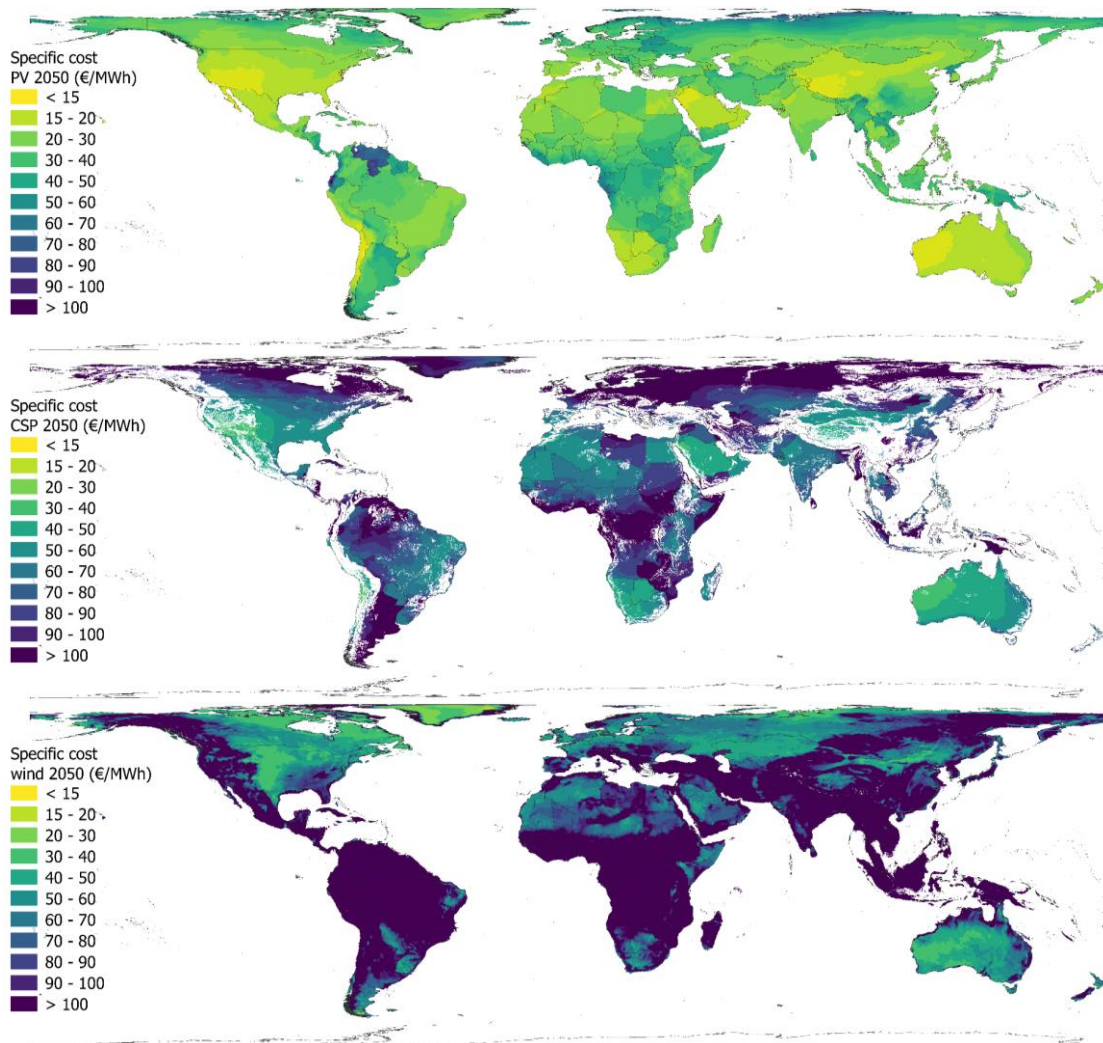 Specific cost
PV 2050 (€/MWh)
< 15
15 - 20
20 - 30
30 - 40
40 - 50
50 - 60
60 - 70
70 - 80
80 - 90
90 - 100
> 100
Specific cost
CSP 2050 (€/MWh)
< 15
15 - 20
20 - 30
30 - 40
40 - 50
50 - 60
60 - 70
70 - 80
80 - 90
90 - 100
> 100
Specific cost
wind 2050 (€/MWh)
< 15
15 - 20
20 - 30
30 - 40
40 - 50
50 - 60
60 - 70
70 - 80
80 - 90
90 - 100
> 100